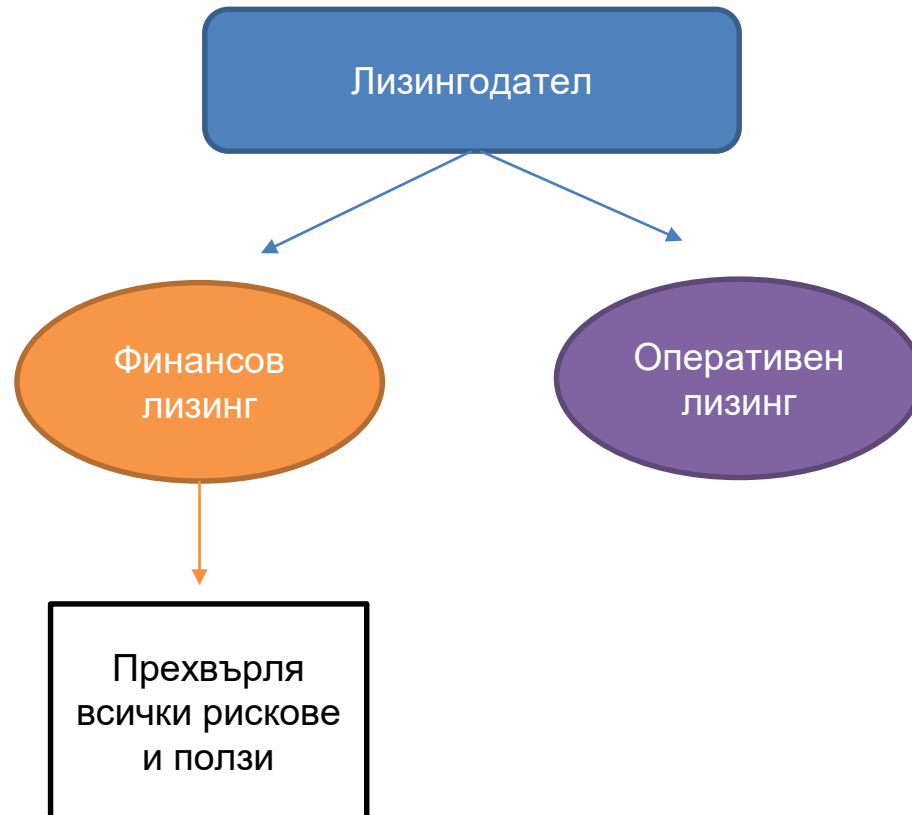 Лизингодател
Финансов
лизинг
Оперативен
лизинг
Прехвърля
всички рискове
и ползи